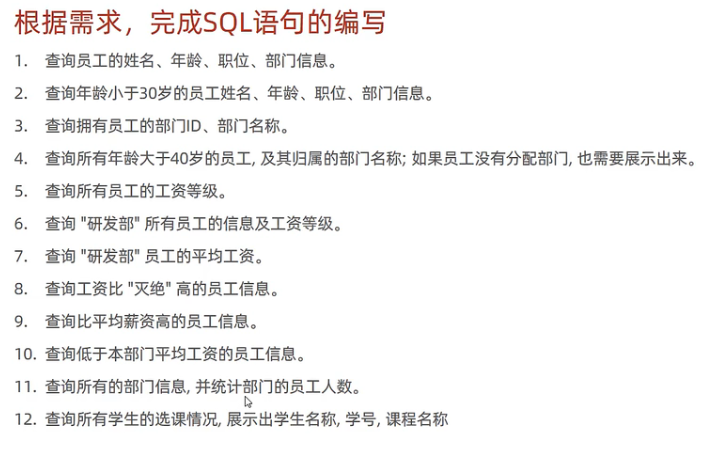 根据需求，完成SQL语句的编写
1. 查询员工的姓名、年龄、职位、部门信息。
2. 查询年龄小于30岁的员工姓名、年龄、职位、部门信息。
3. 查询拥有员工的部门ID、部门名称。
4. 查询所有年龄大于40岁的员工, 及其归属的部门名称; 如果员工没有分配部门, 也需要展示出来。
5. 查询所有员工的工资等级。
6. 查询 "研发部" 所有员工的信息及工资等级。
7. 查询 "研发部" 员工的平均工资。
8. 查询工资比 "灭绝" 高的员工信息。
9. 查询比平均薪资高的员工信息。
10. 查询低于本部门平均工资的员工信息。
11. 查询所有的部门信息, 并统计部门的员工人数。
12. 查询所有学生的选课情况, 展示出学生名称, 学号, 课程名称